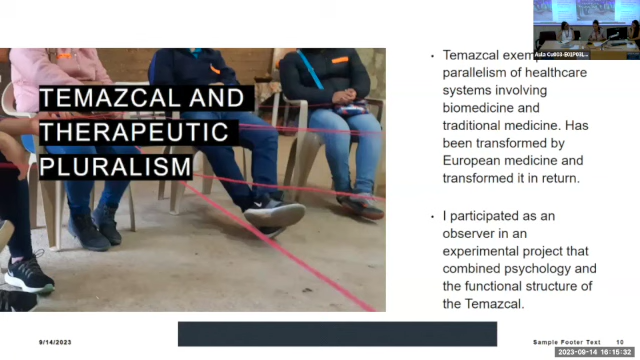 TEMAZCAL AND
THERAPEUTIC
PLURALISM
• Temazcal exemp
parallelism of healthcare
systems involving
biomedicine and
traditional medicine. Has
been transformed by
European medicine and
transformed it in return.
• I participated as an
observer in an
experimental project that
combined psychology and
the functional structure of
the Temazcal.
9/14/2023
Sample Footer Text
10
2023-09-14 16:15:32